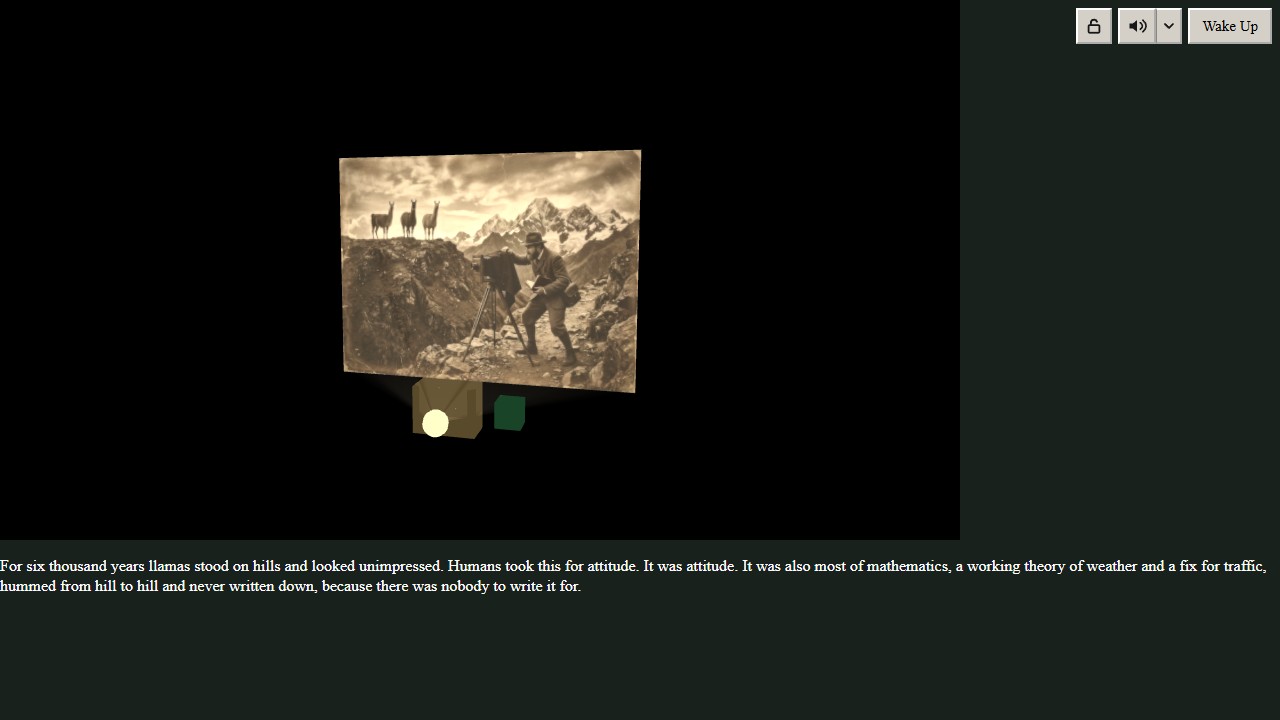 Wake Up
For six thousand years llamas stood on hills and looked unimpressed. Humans took this for attitude. It was attitude. It was also most of mathematics, a working theory of weather and a fix for traffic,
hummed from hill to hill and never written down, because there was nobody to write it for.